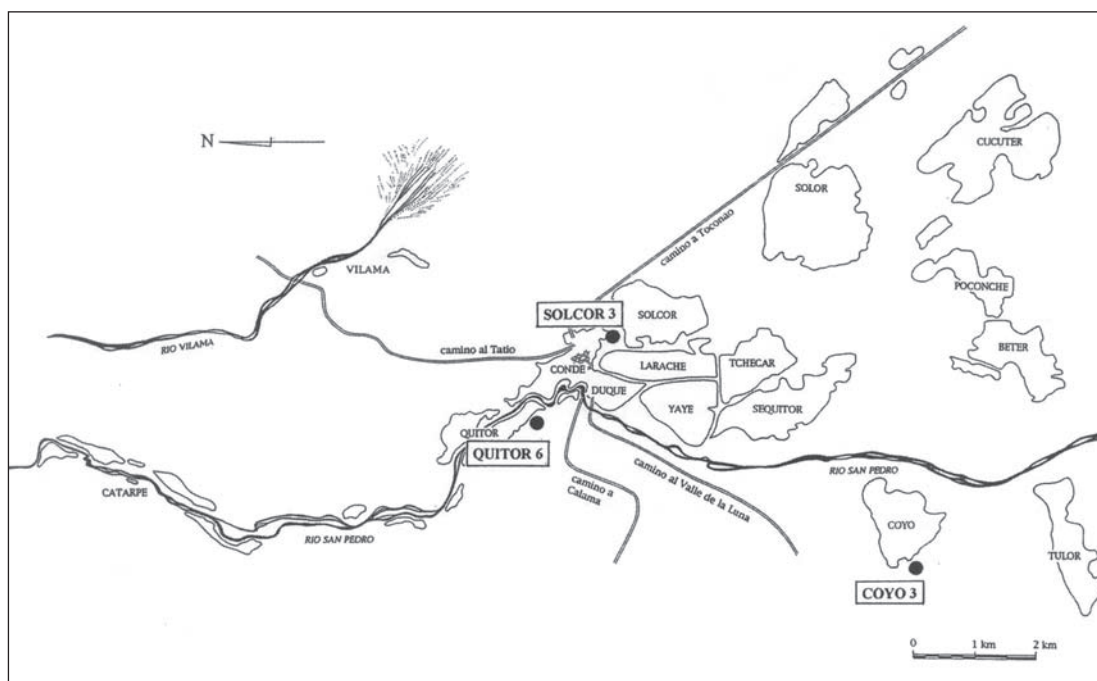 CUCUTER
N
SOLOR
camino a Toconao
VILAMA
POCONCHE
SOLCOR 3
SOLCOR
RIO VILAMA
BETER
camino al Tatio
TCHECAR
LARACHE
CONDE
DUQUE
YAYE
SEQUITOR
QUITOR
QUITOR 6
camino al Valle de la Luna
RIO SAN PEDRO
camino a
Calama
CATARPE
RIO SAN PEDRO
COYO
TULOR
COYO 3
0 1 km 2 km